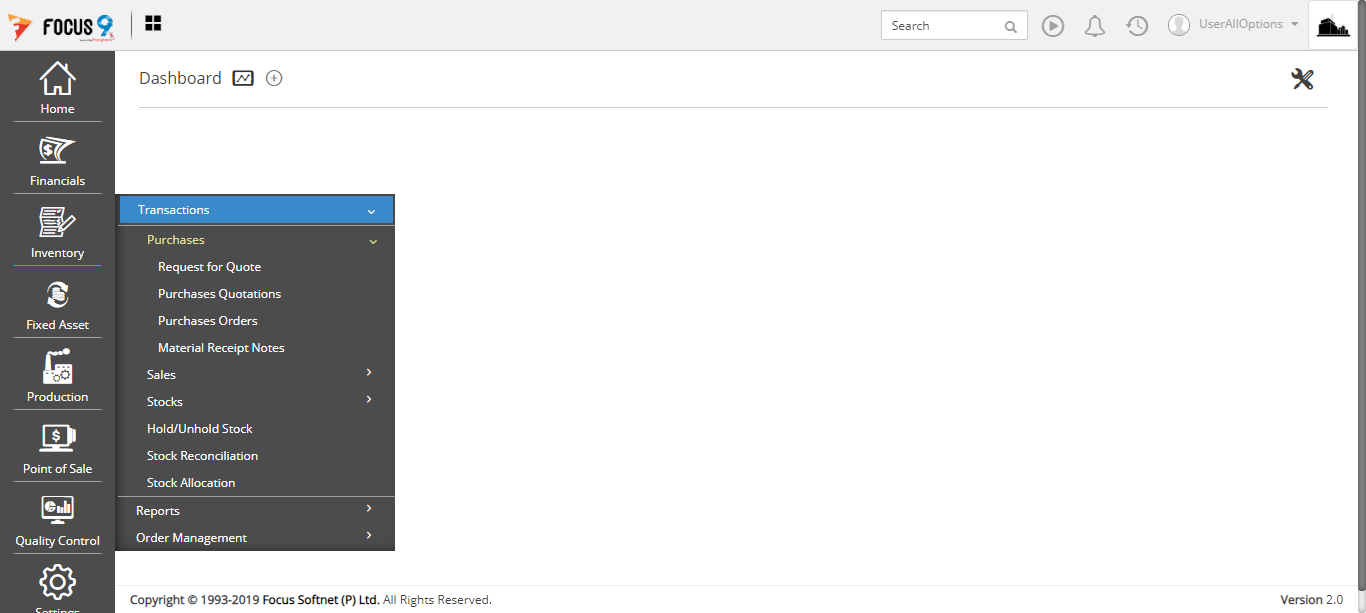 FOCUS 9
Search
UserAllOptions
Dashboard
Home
Financials
Inventory
Fixed Asset
Production
Point of Sale
Quality Control
Settings
Transactions
Purchases
Request for Quote
Purchases Quotations
Purchases Orders
Material Receipt Notes
Sales
Stocks
Hold/Unhold Stock
Stock Reconciliation
Stock Allocation
Reports
Order Management
Copyright © 1993-2019 Focus Softnet (P) Ltd. All Rights Reserved.
Version 2.0